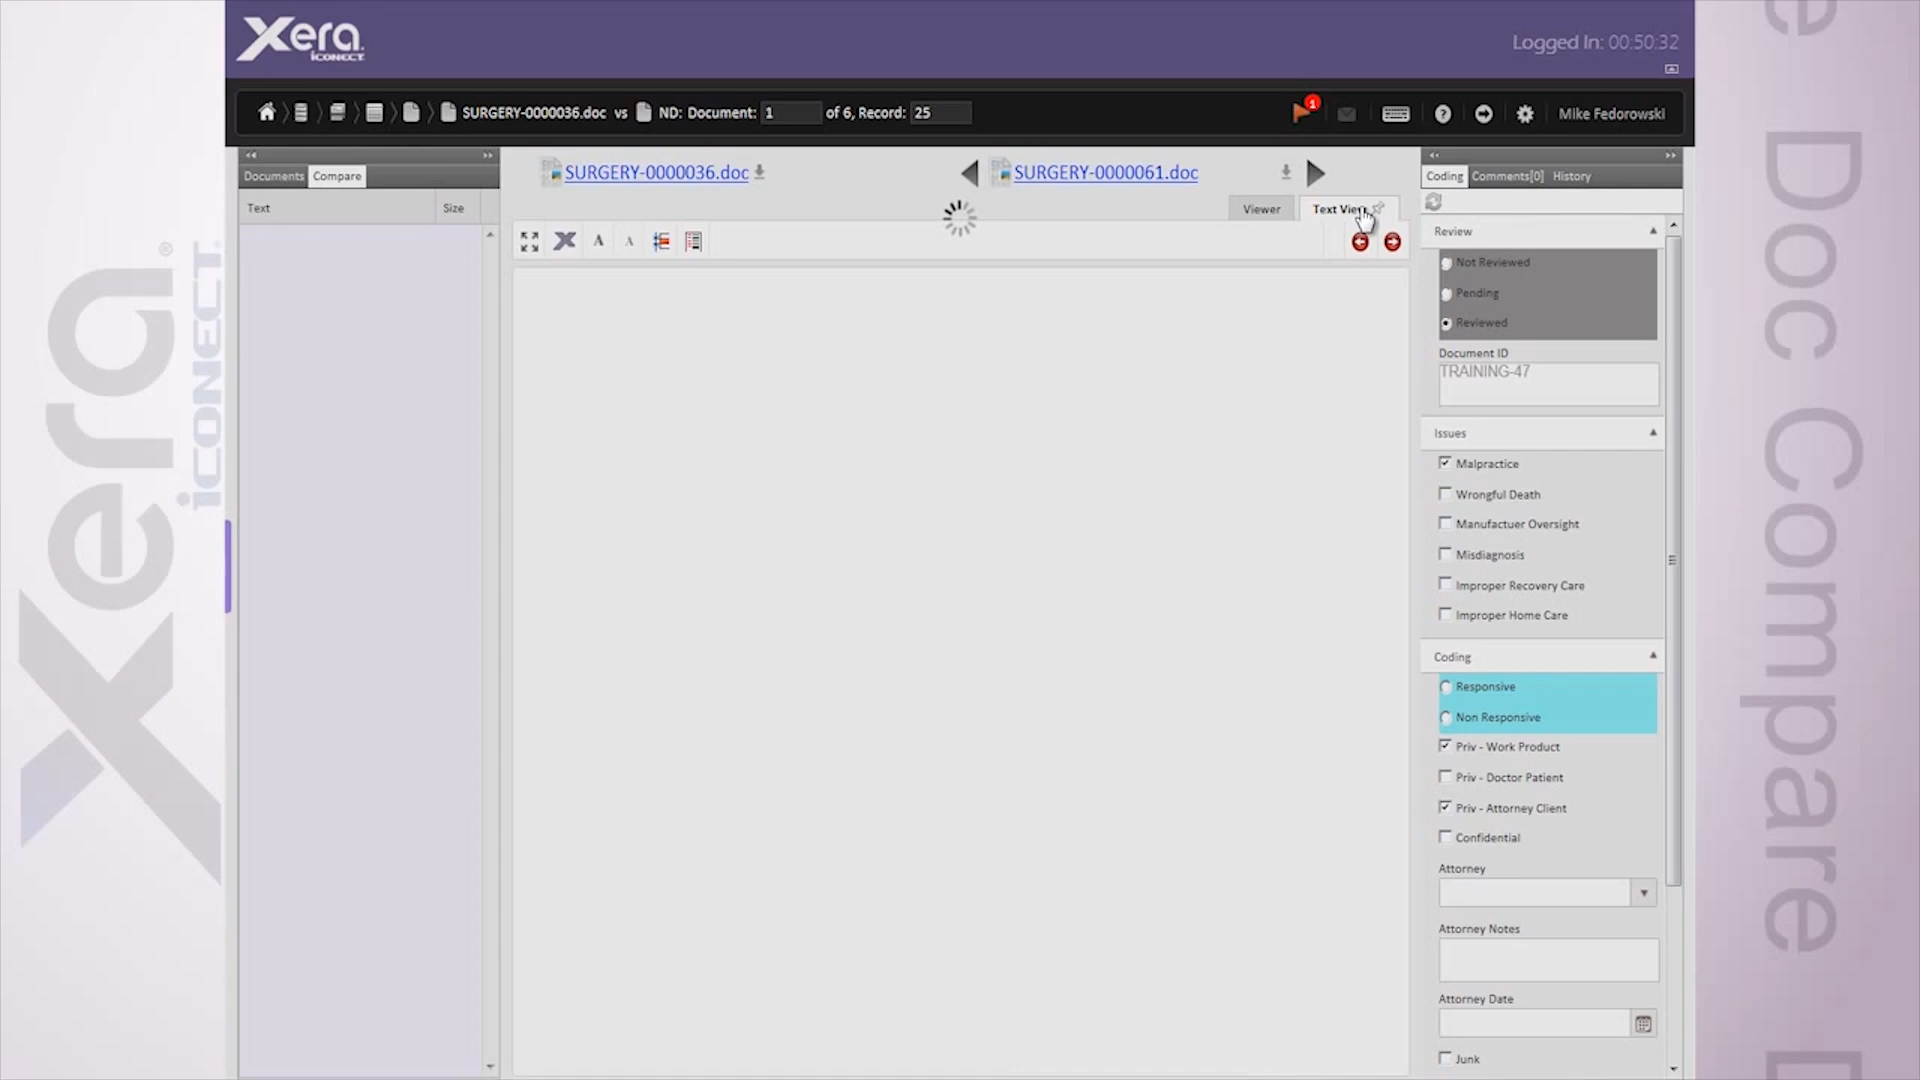 Xera
iCONECT
Logged In: 00:50:32
SURGERY-0000036.doc vs ND: Document: 1 of 6, Record: 25
1
Mike Fedorowski
Documents Compare
Text Size
SURGERY-0000036.doc
SURGERY-0000061.doc
Viewer Text View
A A
Coding Comments[0] History
Review
Not Reviewed
Pending
Reviewed
Document ID
TRAINING-47
Issues
Malpractice
Wrongful Death
Manufactuer Oversight
Misdiagnosis
Improper Recovery Care
Improper Home Care
Coding
Responsive
Non Responsive
Priv - Work Product
Priv - Doctor Patient
Priv - Attorney Client
Confidential
Attorney
Attorney Notes
Attorney Date
Junk
Xera®
iCONECT
Doc Compare